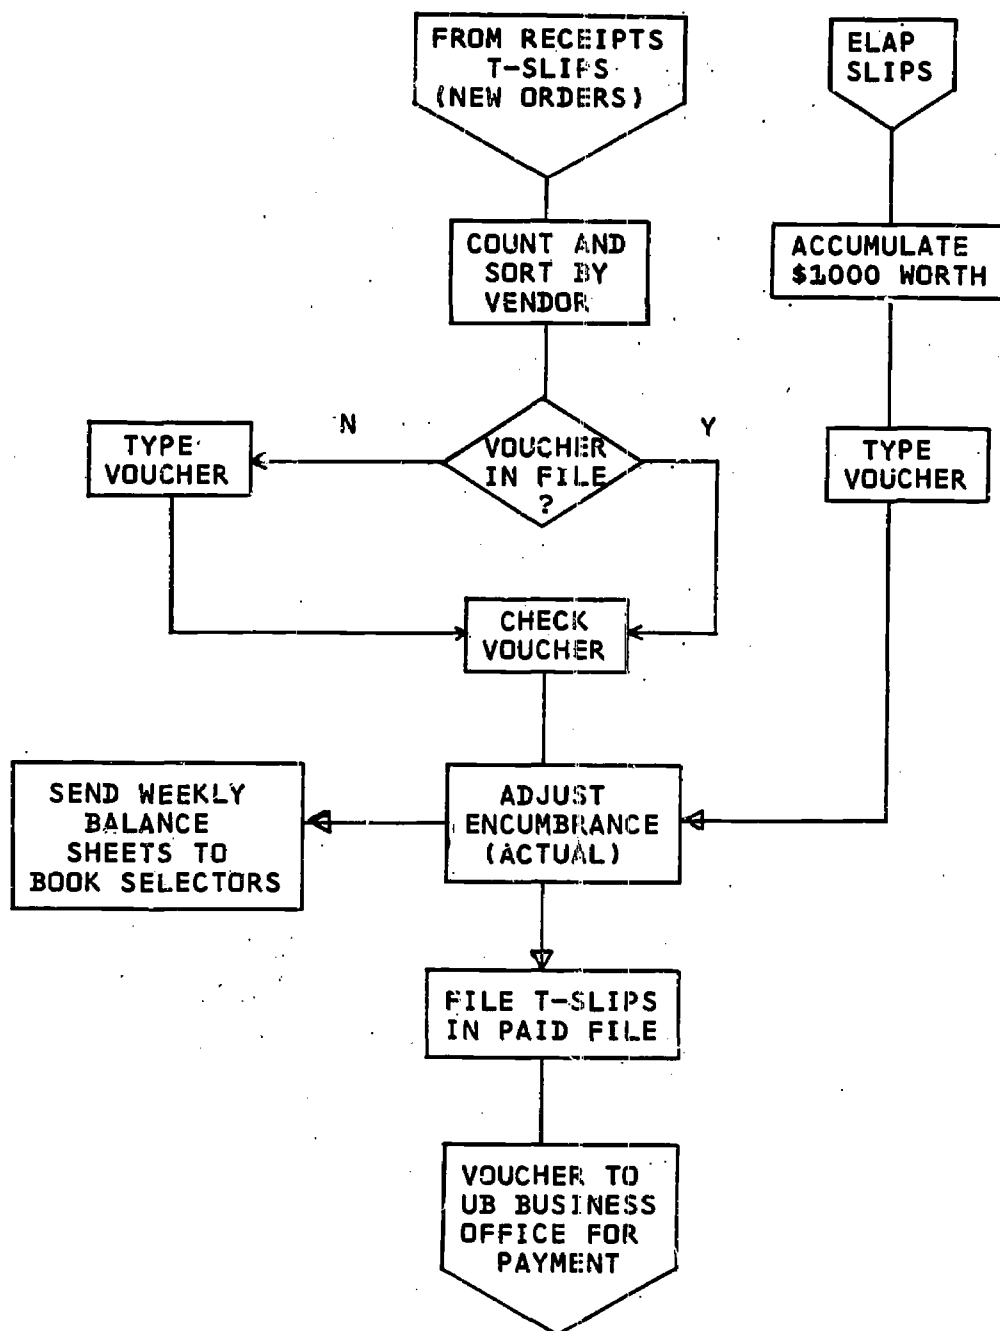 FROM RECEIPTS
T-SLIPS
(NEW ORDERS)
ELAP
SLIPS
COUNT AND
SORT BY
VENDOR
ACCUMULATE
$1000 WORTH
N
Y
TYPE
VOUCHER
VOUCHER
IN FILE
?
TYPE
VOUCHER
CHECK
VOUCHER
SEND WEEKLY
BALANCE
SHEETS TO
BOOK SELECTORS
ADJUST
ENCUMBRANCE
(ACTUAL)
FILE T-SLIPS
IN PAID FILE
VOUCHER TO
UB BUSINESS
OFFICE FOR
PAYMENT